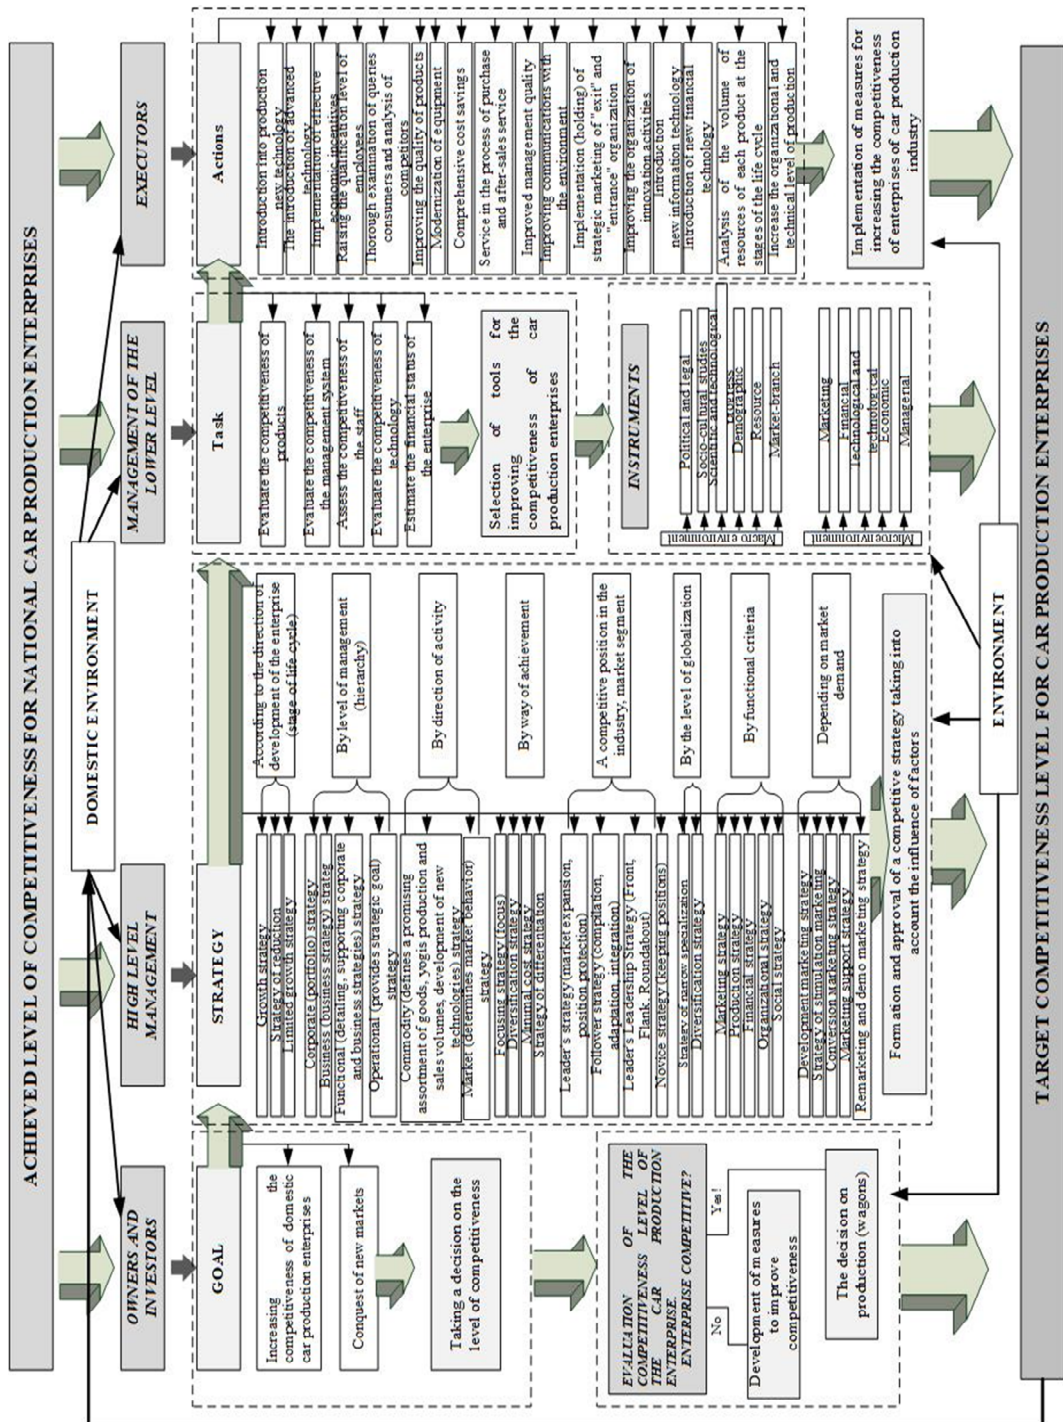 ACHIEVED LEVEL OF COMPETITIVENESS FOR NATIONAL CAR PRODUCTION ENTERPRISES
DOMESTIC ENVIRONMENT
OWNERS AND
INVESTORS
HIGH LEVEL
MANAGEMENT
MANAGEMENT OF THE
LOWER LEVEL
EXECUTORS
GOAL
Increasing the
competitiveness of domestic
car production enterprises
Conquest of new markets
Taking a decision on the
level of competitiveness
EVALUATION OF THE
COMPETITIVENESS LEVEL OF
THE CAR PRODUCTION
ENTERPRISE.
ENTERPRISE COMPETITIVE?
No
Yes!
Development of measures
to improve
competitiveness
The decision on
production (wagons)
STRATEGY
Growth strategy
Strategy of reduction
Limited growth strategy
According to the direction of
development of the enterprise
(stage of life cycle)
Corporate (portfolio) strategy
Business (business strategy) strateg
Functional (detailing, supporting corporate
and business strategies) strategy
Operational (provides strategic goal)
strategy
By level of management
(hierarchy)
Commodity (defines a promising
assortment of goods, yogis production and
sales volumes, development of new
technologies) strategy
Market (determines market behavior)
strategy
By direction of activity
Focusing strategy (focus)
Diversification strategy
Minimal cost strategy
Strategy of differentiation
By way of achievement
Leader's strategy (market expansion,
position protection)
Follower strategy (compilation,
adaptation, integration)
Leader's Leadership Strategy (Front,
Flank, Roundabout)
Novice strategy (keeping positions)
A competitive position in the
industry, market segment
Strategy of narrow specialization
Diversification strategy
By the level of globalization
Marketing strategy
Production strategy
Financial strategy
Organizational strategy
Social strategy
By functional criteria
Development marketing strategy
Strategy of stimulation marketing
Conversion marketing strategy
Marketing support strategy
Remarketing and demo marketing strategy
Depending on market
demand
Formation and approval of a competitive strategy taking into
account the influence of factors
Task
Evaluate the competitiveness of
products
Evaluate the competitiveness of
the management system
Assess the competitiveness of
the staff
Evaluate the competitiveness of
technology
Estimate the financial status of
the enterprise
Selection of tools for
improving the
competitiveness of car
production enterprises
INSTRUMENTS
Macro environment
Political and legal
Socio-cultural studies
Scientific and technological
Demographic
Resource
Market-branch
Microenvironment
Marketing
Financial
Technological and
technological
Economic
Managerial
Actions
Introduction into production
new technology
The introduction of advanced
technology
Implementation of effective
economic incentives
Raising the qualification level of
employees
Thorough examination of queries
consumers and analysis of
competitors
Improving the quality of products
Modernization of equipment
Comprehensive cost savings
Service in the process of purchase
and after-sales service
Improved management quality
Improving communications with
the environment
Implementation (holding) of
strategic marketing of "exit" and
"entrance" organization
Improving the organization of
innovation activities
introduction
new information technology
Introduction of new financial
technology
Analysis of the volume of
resources of each product at the
stages of the life cycle
Increase the organizational and
technical level of production
Implementation of measures for
increasing the competitiveness
of enterprises of car production
industry
ENVIRONMENT
TARGET COMPETITIVENESS LEVEL FOR CAR PRODUCTION ENTERPRISES